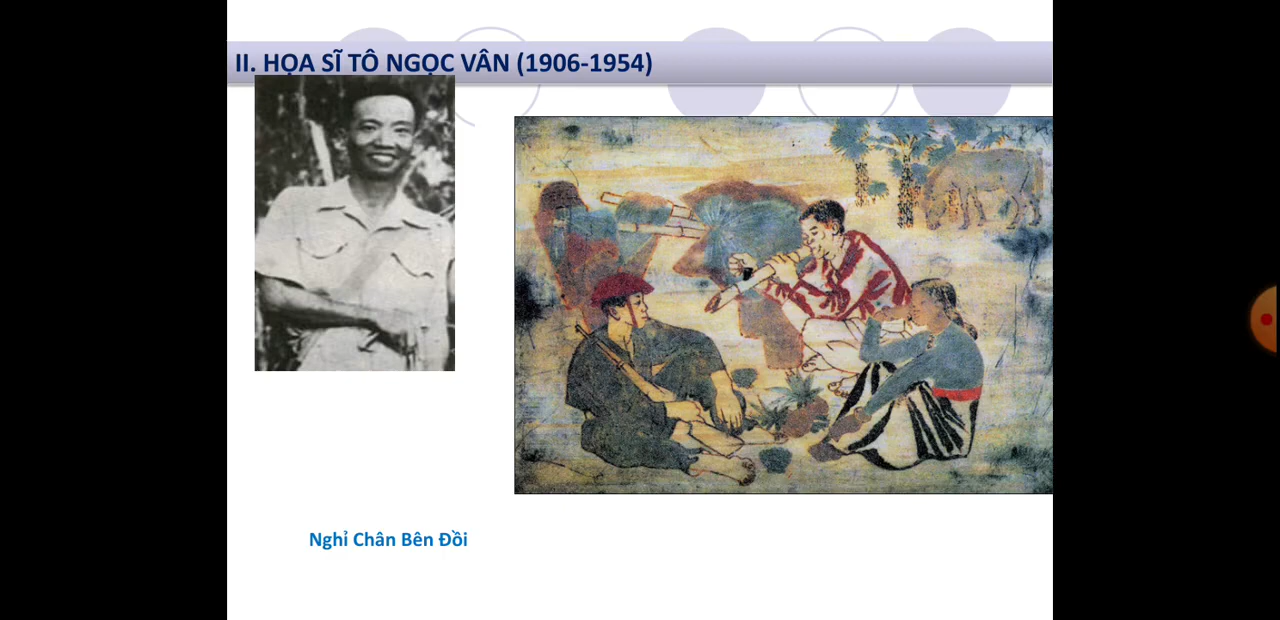 II. HỌA SĨ TÔ NGỌC VÂN (1906-1954)
Nghỉ Chân Bên Đồi